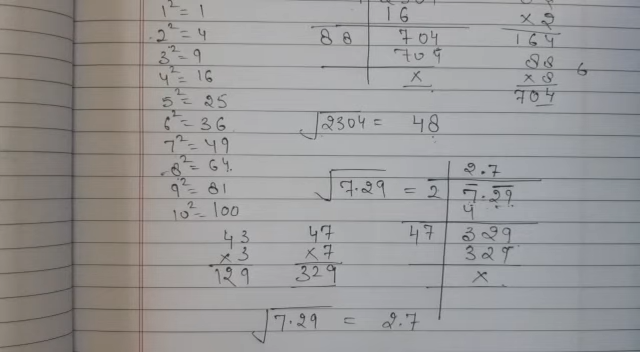 1² = 1
2² = 4
3² = 9
4² = 16
5² = 25
6² = 36
7² = 49
8² = 64
9² = 81
10² = 100
16
88 704
704
x
x 2
164
88
x 8 6
704
√2304 = 48
2.7
√7.29 = 2 7.29
4
47 329
329
x
43
x 3
129
47
x 7
329
√7.29 = 2.7